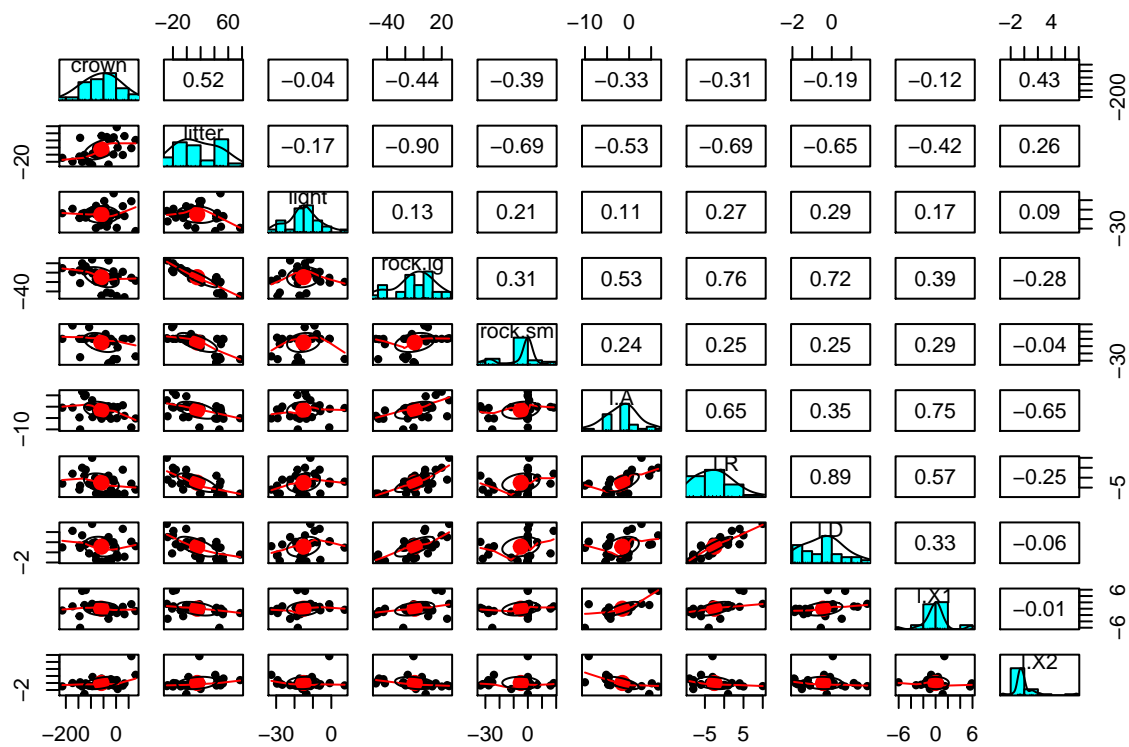 −20 60 −40 20 −10 0 −2 0 −2 4
crown 0.52 −0.04 −0.44 −0.39 −0.33 −0.31 −0.19 −0.12 0.43 −200
−20 litter −0.17 −0.90 −0.69 −0.53 −0.69 −0.65 −0.42 0.26
light 0.13 0.21 0.11 0.27 0.29 0.17 0.09 −30
−40 rock.lg 0.31 0.53 0.76 0.72 0.39 −0.28
rock.sm 0.24 0.25 0.25 0.29 −0.04 −30
−10 l.A 0.65 0.35 0.75 −0.65
l.R 0.89 0.57 −0.25 −5
−2 l.D 0.33 −0.06
l.X1 −0.01 −6 6
−2 l.X2
−200 0 −30 0 −30 0 −5 5 −6 0 6